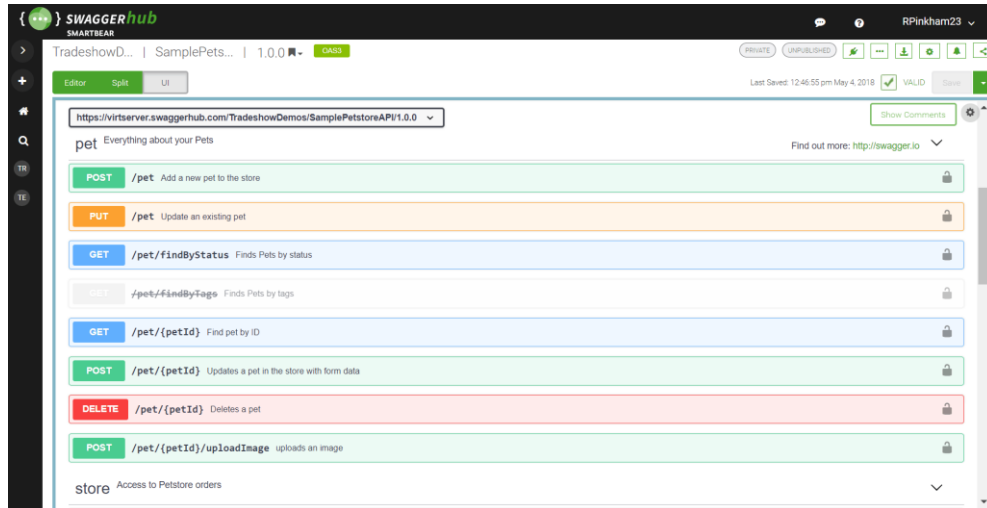 { ... } SWAGGERhub
SMARTBEAR
RPinkham23
TradeshowD... | SamplePets... | 1.0.0 OAS3
PRIVATE UNPUBLISHED
Editor Split UI
Last Saved: 12:46:55 pm May 4, 2018 VALID Save
https://virtserver.swaggerhub.com/TradeshowDemos/SamplePetstoreAPI/1.0.0
Show Comments
pet Everything about your Pets
Find out more: http://swagger.io
POST /pet Add a new pet to the store
PUT /pet Update an existing pet
GET /pet/findByStatus Finds Pets by status
GET /pet/findByTags Finds Pets by tags
GET /pet/{petId} Find pet by ID
POST /pet/{petId} Updates a pet in the store with form data
DELETE /pet/{petId} Deletes a pet
POST /pet/{petId}/uploadImage uploads an image
store Access to Petstore orders
TR
TE